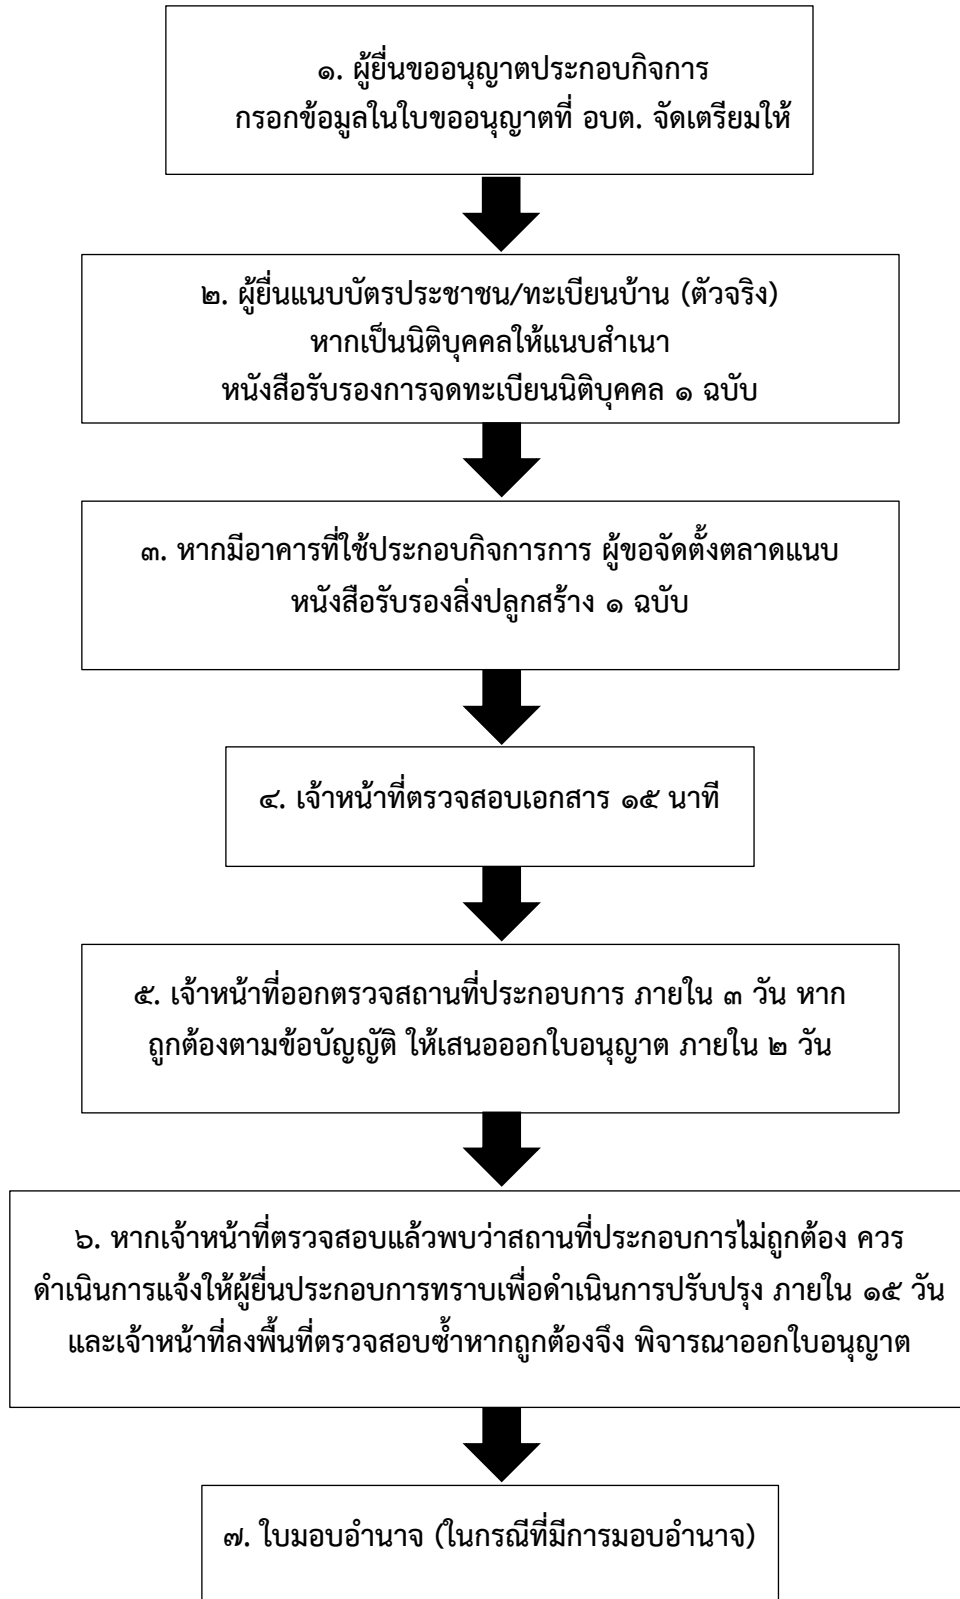 ๑. ผู้ยื่นขออนุญาตประกอบกิจการ
กรอกข้อมูลในใบขออนุญาตที่ อบต. จัดเตรียมให้
๒. ผู้ยื่นแนบบัตรประชาชน/ทะเบียนบ้าน (ตัวจริง)
หากเป็นนิติบุคคลให้แนบสำเนา
หนังสือรับรองการจดทะเบียนนิติบุคคล ๑ ฉบับ
๓. หากมีอาคารที่ใช้ประกอบกิจการการ ผู้ขอจัดตั้งตลาดแนบ
หนังสือรับรองสิ่งปลูกสร้าง ๑ ฉบับ
๔. เจ้าหน้าที่ตรวจสอบเอกสาร ๑๕ นาที
๕. เจ้าหน้าที่ออกตรวจสถานที่ประกอบการ ภายใน ๓ วัน หาก
ถูกต้องตามข้อบัญญัติ ให้เสนอออกใบอนุญาต ภายใน ๒ วัน
๖. หากเจ้าหน้าที่ตรวจสอบแล้วพบว่าสถานที่ประกอบการไม่ถูกต้อง ควร
ดำเนินการแจ้งให้ผู้ยื่นประกอบการทราบเพื่อดำเนินการปรับปรุง ภายใน ๑๕ วัน
และเจ้าหน้าที่ลงพื้นที่ตรวจสอบซ้ำหากถูกต้องจึง พิจารณาออกใบอนุญาต
๗. ใบมอบอำนาจ (ในกรณีที่มีการมอบอำนาจ)